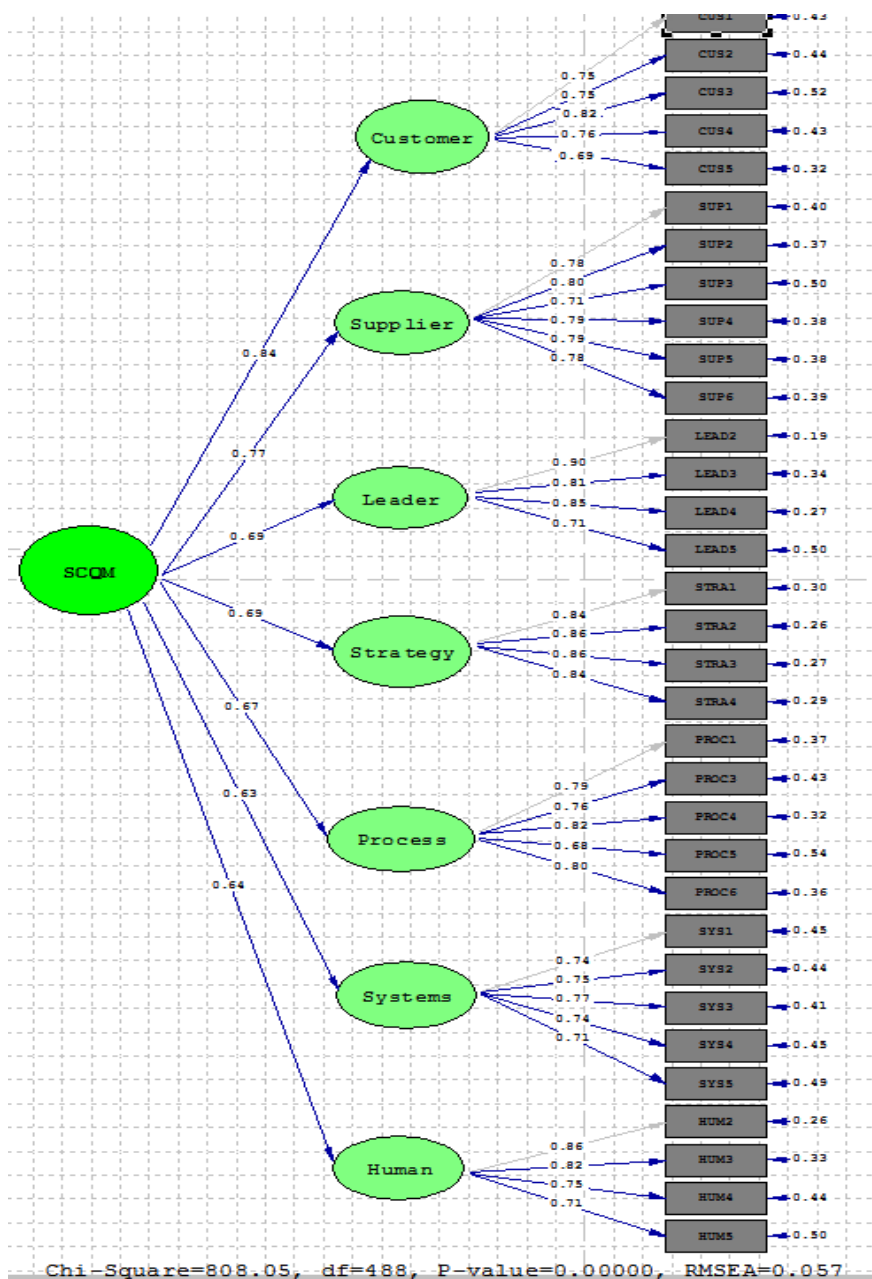 CUS1 0.43
CUS2 0.44
0.75
0.75
CUS3 0.52
0.82
Customer
0.76
CUS4 0.43
0.69
CUS5 0.32
SUP1 0.40
SUP2 0.37
0.78
0.80
SUP3 0.50
0.71
Supplier
0.79
SUP4 0.38
0.79
0.84
0.78
SUP5 0.38
SUP6 0.39
LEAD2 0.19
0.77
0.90
LEAD3 0.34
0.81
Leader
0.85
LEAD4 0.27
0.71
0.69
LEAD5 0.50
SCQM
STRA1 0.30
0.69
0.84
STRA2 0.26
0.86
Strategy
0.86
STRA3 0.27
0.84
STRA4 0.29
0.67
PROC1 0.37
PROC3 0.43
0.79
0.63
0.76
PROC4 0.32
0.82
Process
0.68
PROC5 0.54
0.80
0.64
PROC6 0.36
SYS1 0.45
0.74
SYS2 0.44
0.75
Systems
0.77
SYS3 0.41
0.74
0.71
SYS4 0.45
SYS5 0.49
HUM2 0.26
0.86
HUM3 0.33
0.82
Human
0.75
0.71
HUM4 0.44
HUM5 0.50
Chi-Square=808.05, df=488, P-value=0.00000, RMSEA=0.057